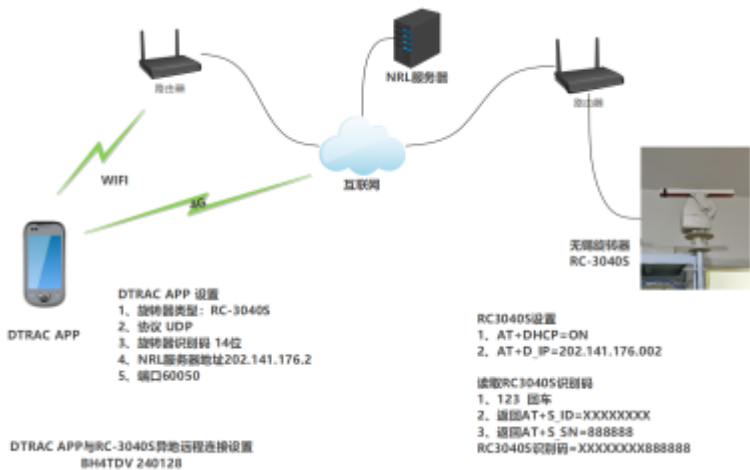 路由器
NRL服务器
路由器
WIFI
互联网
3G
无锡旋转器
RC-3040S
DTRAC APP
DTRAC APP 设置
1、旋转器类型：RC-3040S
2、协议 UDP
3、旋转器识别码 14位
4、NRL服务器地址202.141.176.2
5、端口60050
RC3040S设置
1、AT+DHCP=ON
2、AT+D_IP=202.141.176.002
读取RC3040S识别码
1、123 回车
2、返回AT+S_ID=XXXXXXXX
3、返回AT+S_SN=888888
RC3040S识别码=XXXXXXXX888888
DTRAC APP与RC-3040S异地远程连接设置
BH4TDV 240128